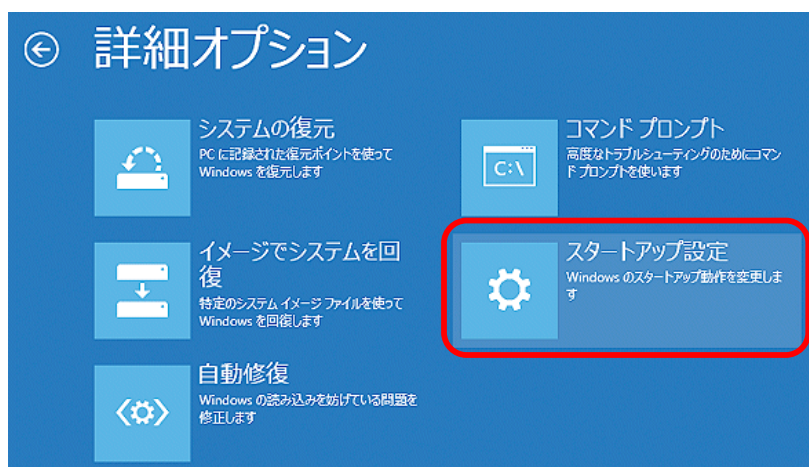 詳細オプション
システムの復元
PC に記録された復元ポイントを使って
Windows を復元します
コマンド プロンプト
高度なトラブルシューティングのためにコマン
ド プロンプトを使います
C:\
イメージでシステムを回
復
特定のシステム イメージ ファイルを使って
Windows を回復します
スタートアップ設定
Windows のスタートアップ動作を変更しま
す
自動修復
Windows の読み込みを妨げている問題を
修正します